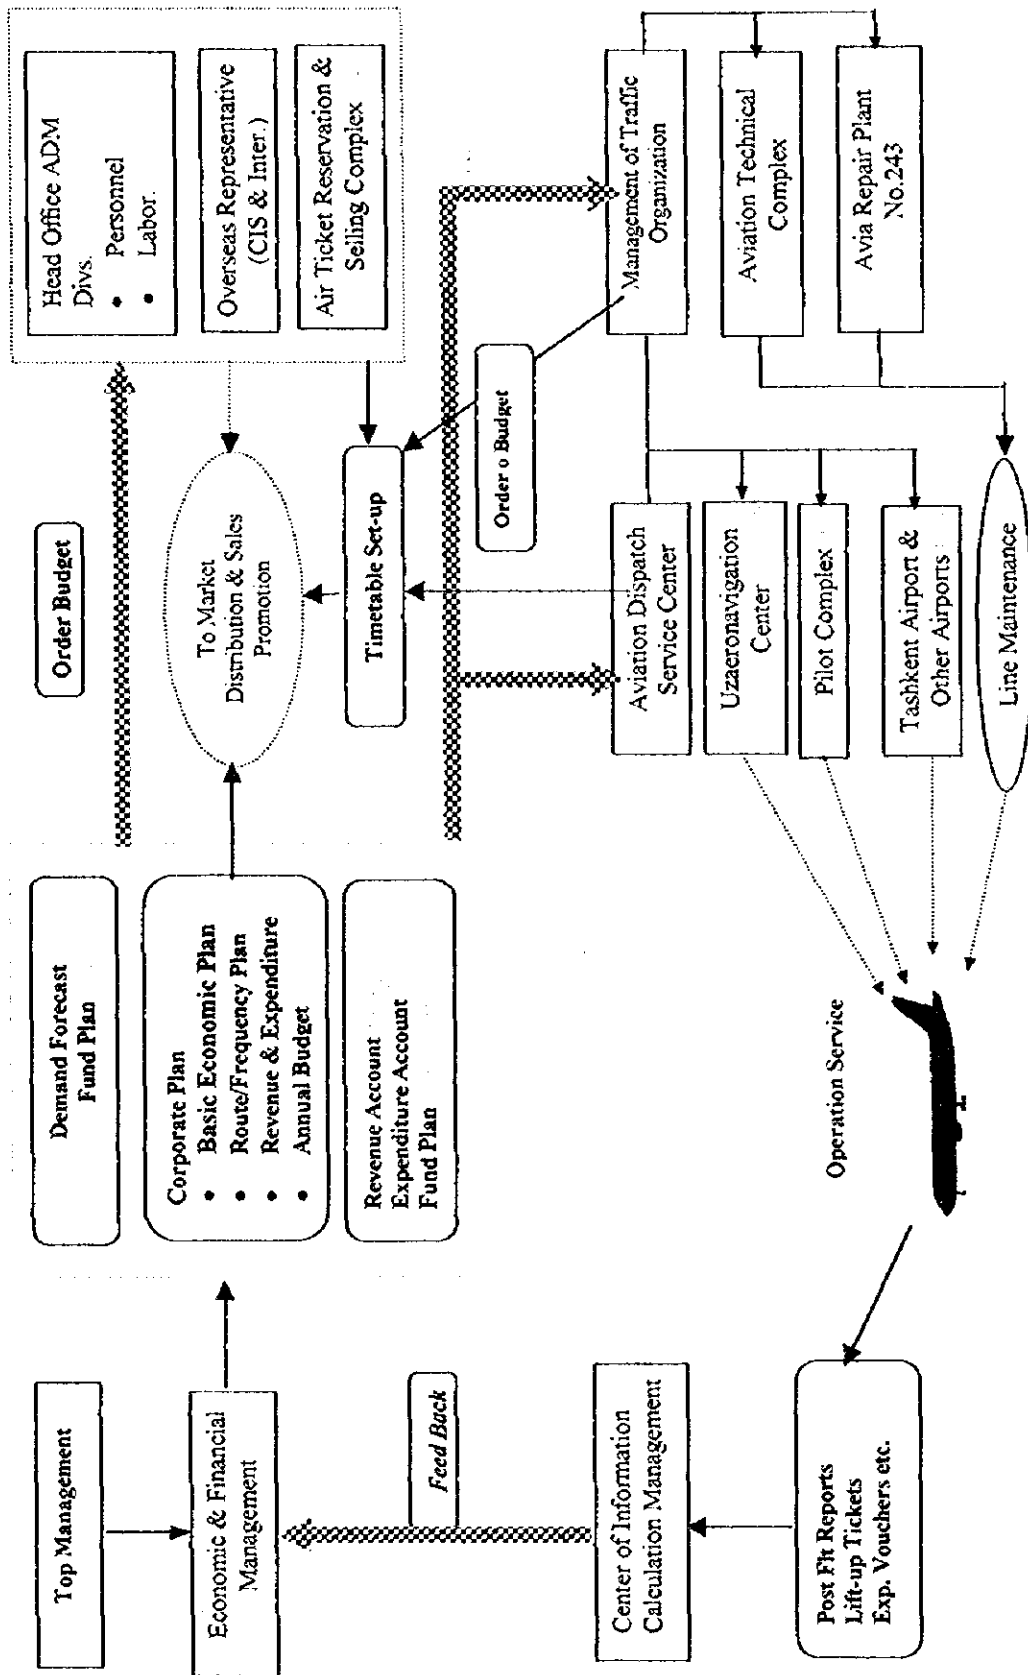 Top Management
Economic & Financial
Management
Feed Back
Center of Information
Calculation Management
Post Flt Reports
Lift-up Tickets
Exp. Vouchers etc.
Demand Forecast
Fund Plan
Corporate Plan
• Basic Economic Plan
• Route/Frequency Plan
• Revenue & Expenditure
• Annual Budget
Revenue Account
Expenditure Account
Fund Plan
Operation Service
Order Budget
To Market
Distribution & Sales
Promotion
Timetable Set-up
Order o Budget
Head Office ADM
Divs.
• Personnel
• Labor.
Overseas Representative
(CIS & Inter.)
Air Ticket Reservation &
Selling Complex
Management of Traffic
Organization
Aviation Technical
Complex
Avia Repair Plant
No.243
Aviation Dispatch
Service Center
Uzaeronavigation
Center
Pilot Complex
Tashkent Airport &
Other Airports
Line Maintenance